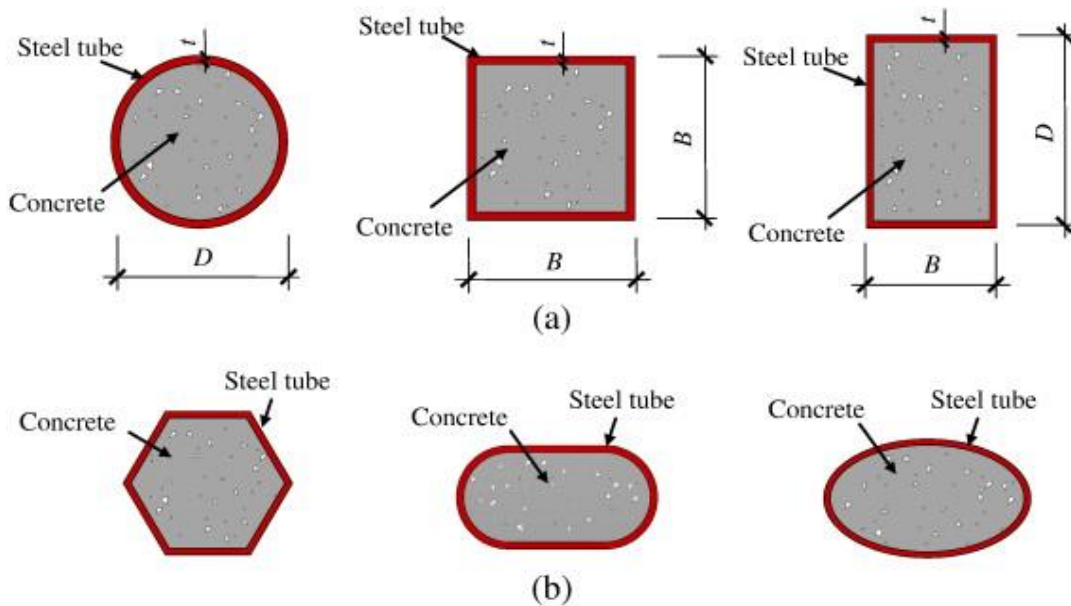 Steel tube
t
Concrete
D
Steel tube
t
B
Concrete
B
Steel tube
t
D
Concrete
B
(a)
Concrete
Steel tube
Concrete
Steel tube
Concrete
Steel tube
(b)